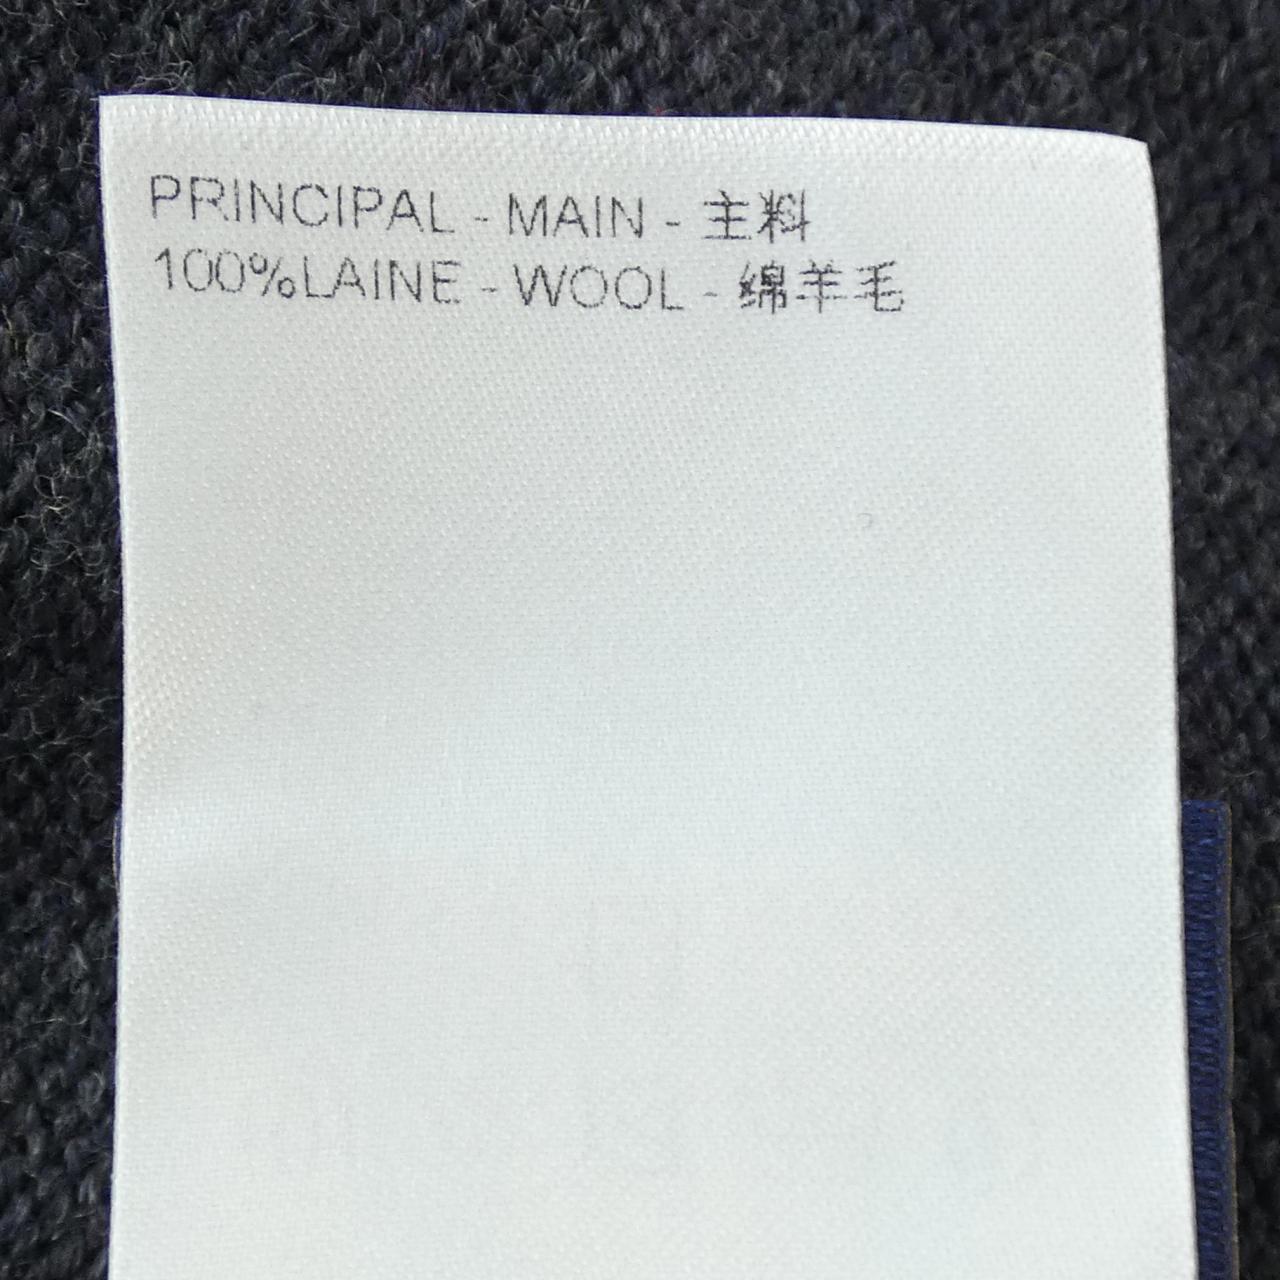 PRINCIPAL - MAIN - 主料
100%LAINE - WOOL - 绵羊毛